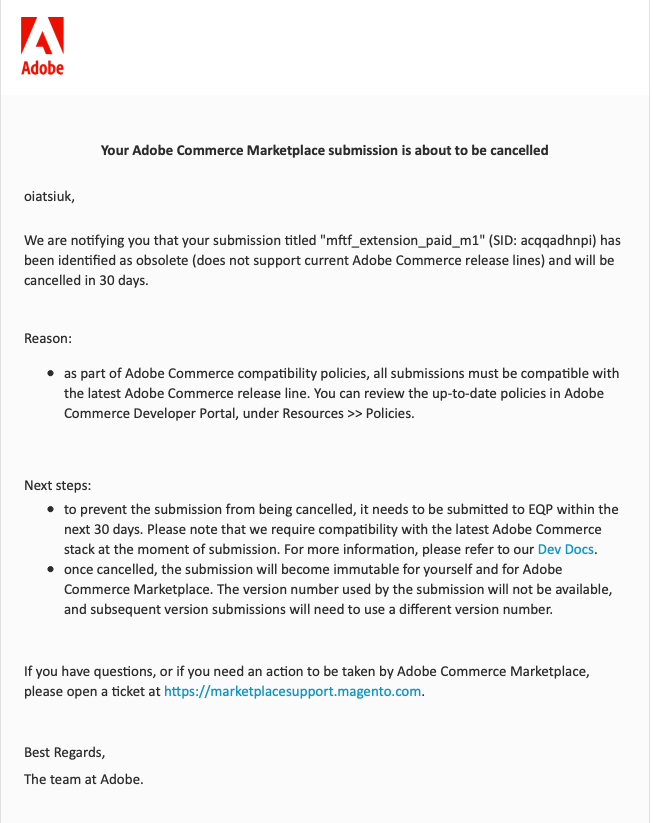 Adobe
Your Adobe Commerce Marketplace submission is about to be cancelled
oiatsiuk,
We are notifying you that your submission titled "mftf_extension_paid_m1" (SID: acqqadhnpi) has
been identified as obsolete (does not support current Adobe Commerce release lines) and will be
cancelled in 30 days.
Reason:
• as part of Adobe Commerce compatibility policies, all submissions must be compatible with
the latest Adobe Commerce release line. You can review the up-to-date policies in Adobe
Commerce Developer Portal, under Resources >> Policies.
Next steps:
• to prevent the submission from being cancelled, it needs to be submitted to EQP within the
next 30 days. Please note that we require compatibility with the latest Adobe Commerce
stack at the moment of submission. For more information, please refer to our Dev Docs.
• once cancelled, the submission will become immutable for yourself and for Adobe
Commerce Marketplace. The version number used by the submission will not be available,
and subsequent version submissions will need to use a different version number.
If you have questions, or if you need an action to be taken by Adobe Commerce Marketplace,
please open a ticket at https://marketplacesupport.magento.com.
Best Regards,
The team at Adobe.